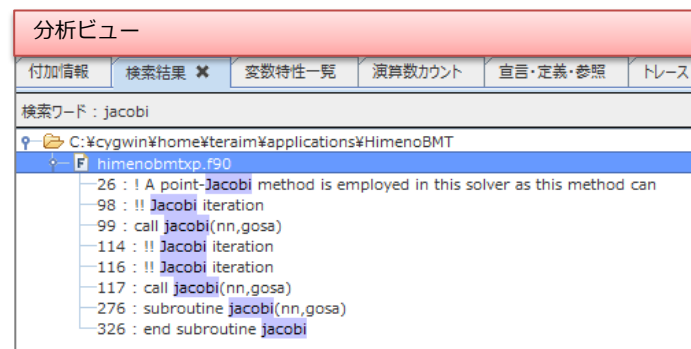 分析ビュー
付加情報 検索結果 ✖ 変数特性一覧 演算数カウント 宣言・定義・参照 トレース
検索ワード : jacobi
C:¥cygwin¥home¥teraim¥applications¥HimenoBMT
F himenobmtxp.f90
26 : ! A point-Jacobi method is employed in this solver as this method can
98 : !! Jacobi iteration
99 : call jacobi(nn,gosa)
114 : !! Jacobi iteration
116 : !! Jacobi iteration
117 : call jacobi(nn,gosa)
276 : subroutine jacobi(nn,gosa)
326 : end subroutine jacobi